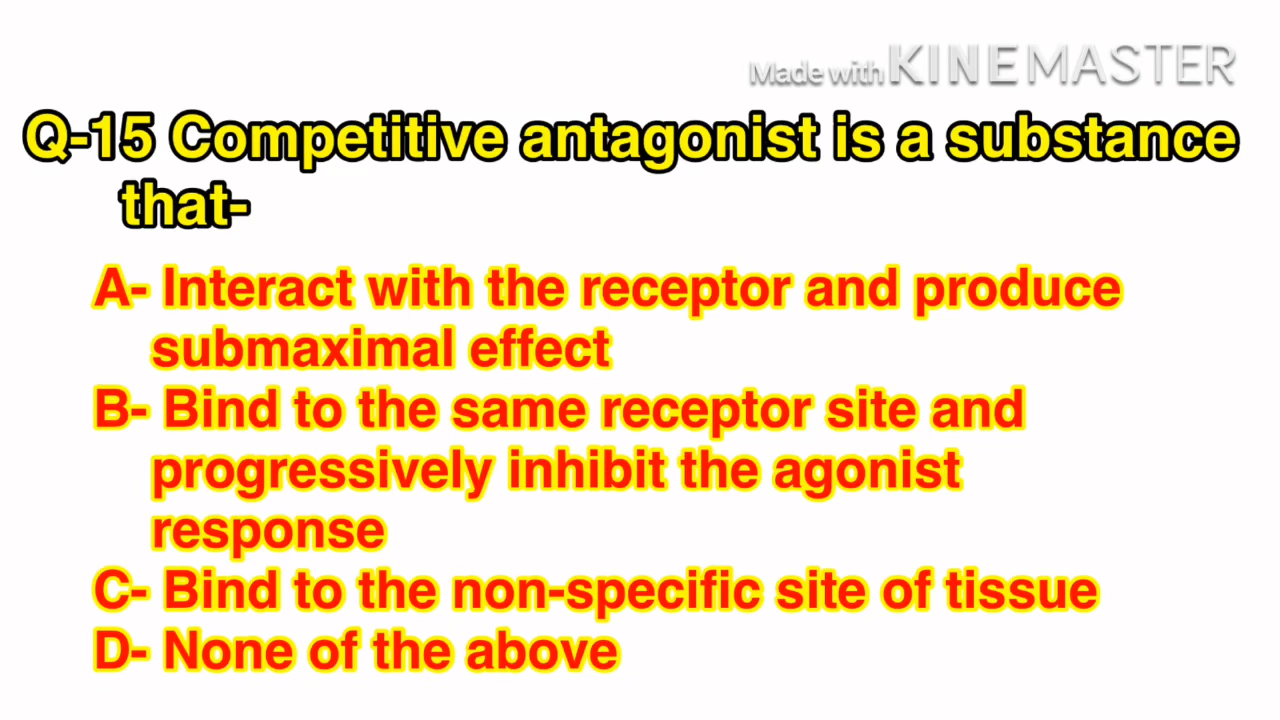 Made with KINEMASTER
Q-15 Competitive antagonist is a substance
that-
A- Interact with the receptor and produce
submaximal effect
B- Bind to the same receptor site and
progressively inhibit the agonist
response
C- Bind to the non-specific site of tissue
D- None of the above